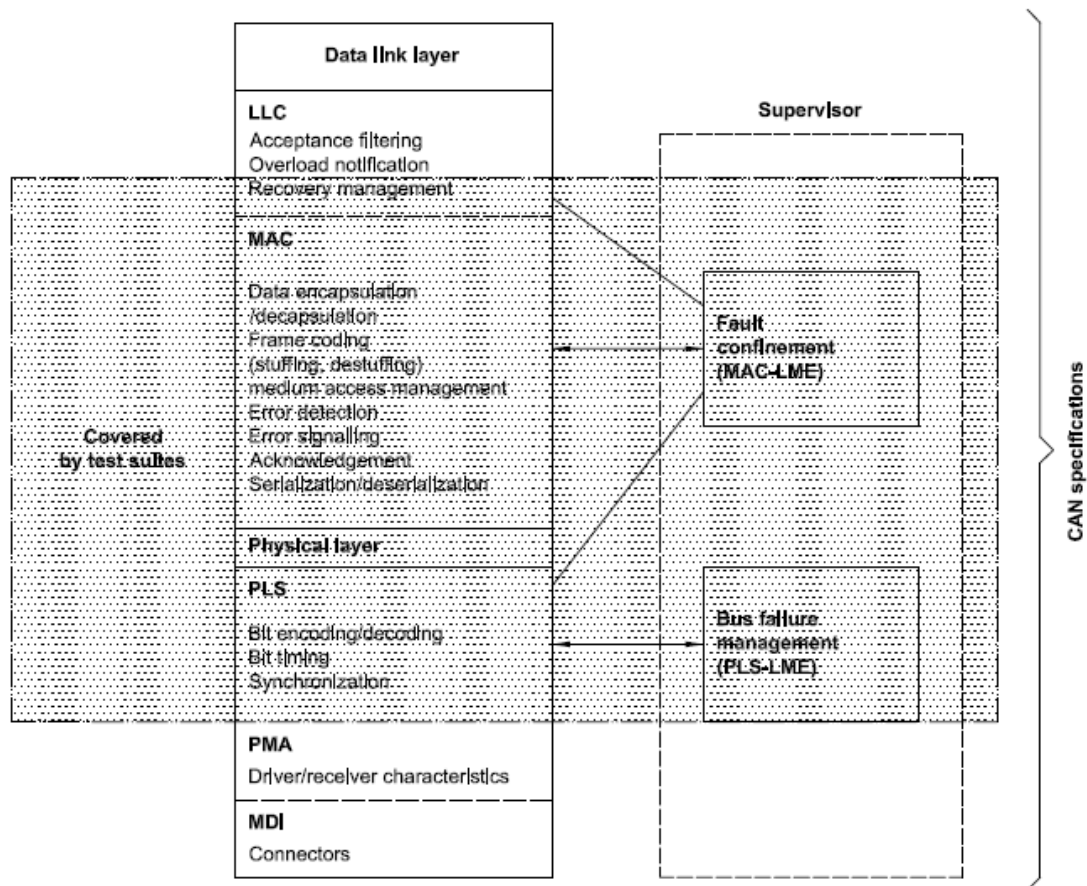 Data link layer
LLC
Acceptance filtering
Overload notification
Recovery management
MAC
Data encapsulation
/decapsulation
Frame coding
(stuffing, destuffing)
medium access management
Error detection
Error signalling
Acknowledgement
Serialization/deserialization
Physical layer
PLS
Bit encoding/decoding
Bit timing
Synchronization
PMA
Driver/receiver characteristics
MDI
Connectors
Covered
by test suites
Supervisor
Fault
confinement
(MAC-LME)
Bus failure
management
(PLS-LME)
CAN specifications